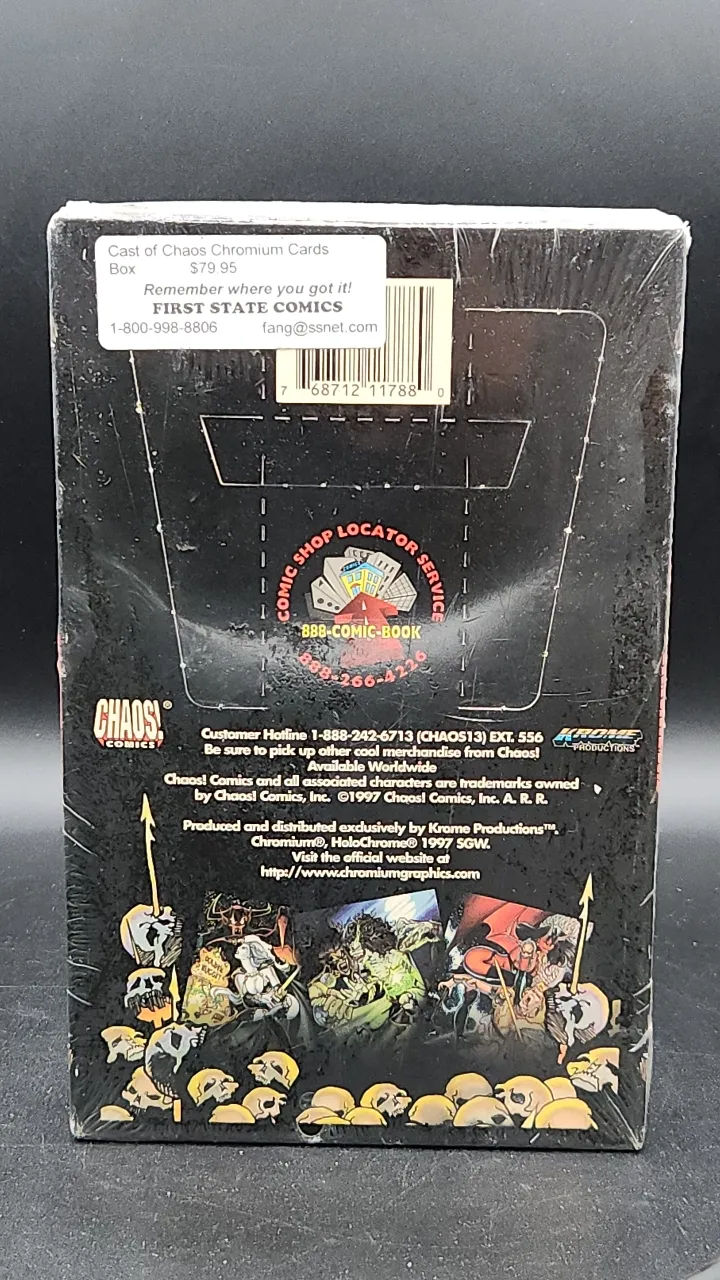 Cast of Chaos Chromium Cards
Box $79.95
Remember where you got it!
FIRST STATE COMICS
1-800-998-8806 fang@ssnet.com
7 68712 11788 0
COMIC SHOP LOCATOR SERVICE
COMICS
888-COMIC-BOOK
888-266-4226
CHAOS!®
COMICS
Customer Hotline 1-888-242-6713 (CHAOS13) EXT. 556
KROME
PRODUCTIONS
Be sure to pick up other cool merchandise from Chaos!
Available Worldwide
Chaos! Comics and all associated characters are trademarks owned
by Chaos! Comics, Inc. ©1997 Chaos! Comics, Inc. A. R. R.
Produced and distributed exclusively by Krome Productions™.
Chromium®, HoloChrome® 1997 SGW.
Visit the official website at
http://www.chromiumgraphics.com